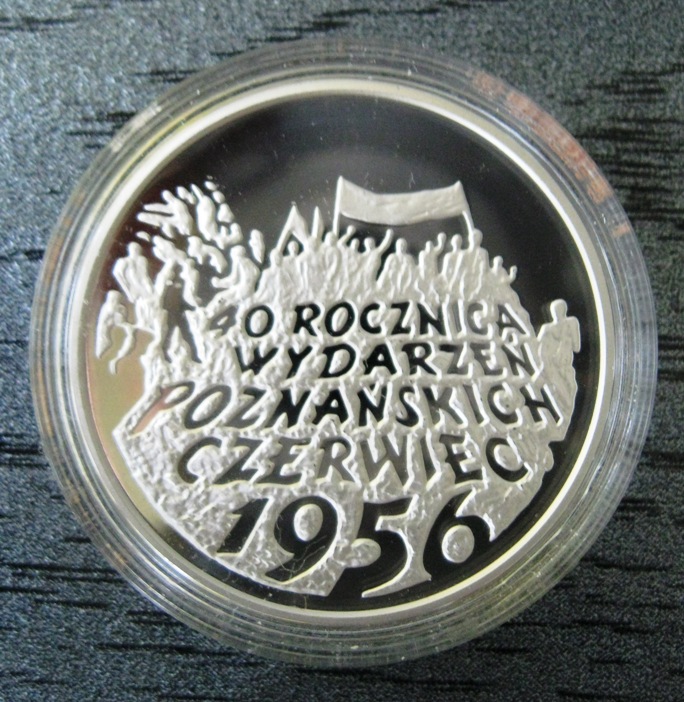 40 ROCZNICA
WYDARZEŃ
POZNAŃSKICH
CZERWIEC
1956